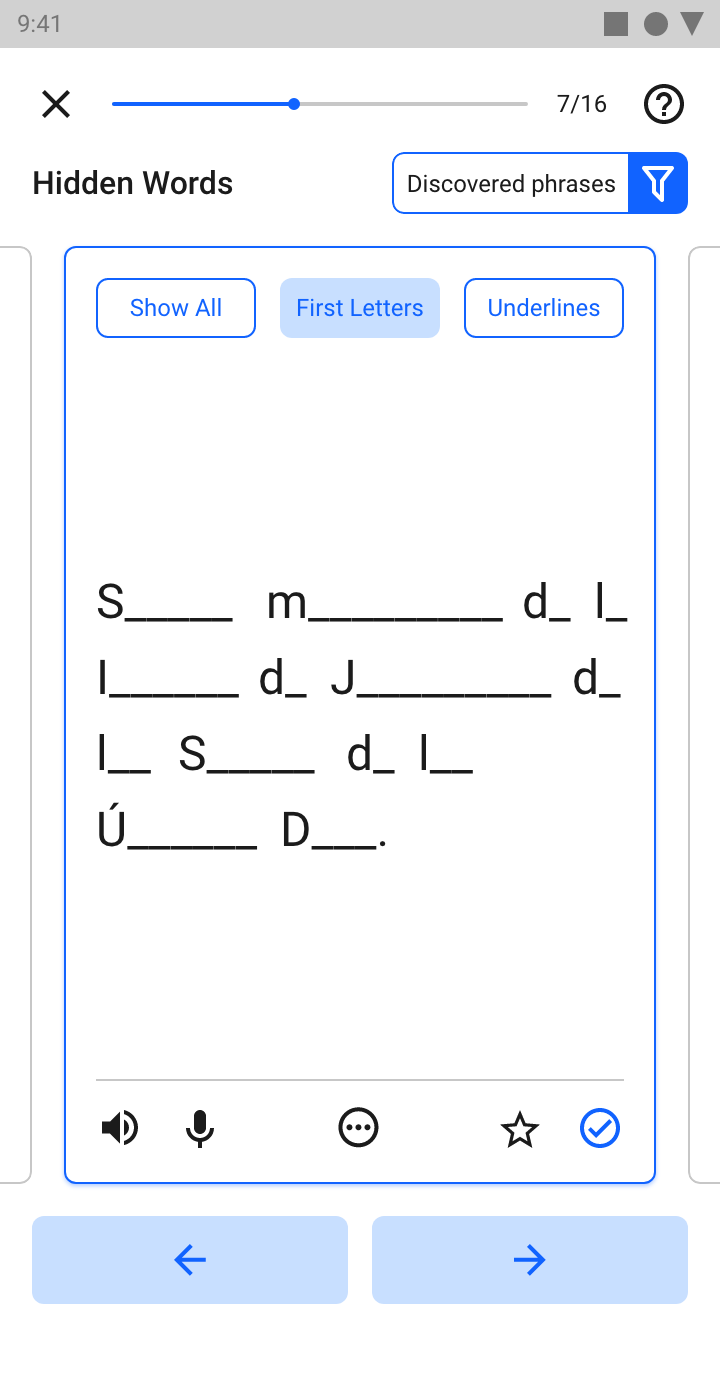 9:41
7/16
Hidden Words
Discovered phrases
Show All
First Letters
Underlines
S_____ m_________ d_ l_
I______ d_ J_________ d_
l__ S_____ d_ l__
Ú______ D___.